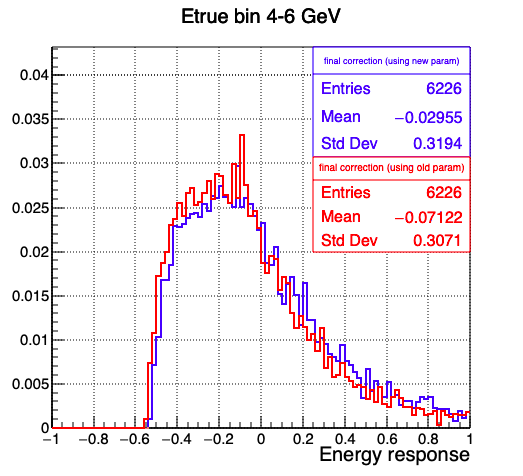 Etrue bin 4-6 GeV
final correction (using new param)
Entries 6226
Mean −0.02955
Std Dev 0.3194
final correction (using old param)
Entries 6226
Mean −0.07122
Std Dev 0.3071
0.04
0.035
0.03
0.025
0.02
0.015
0.01
0.005
0
−1 −0.8 −0.6 −0.4 −0.2 0 0.2 0.4 0.6 0.8 1
Energy response